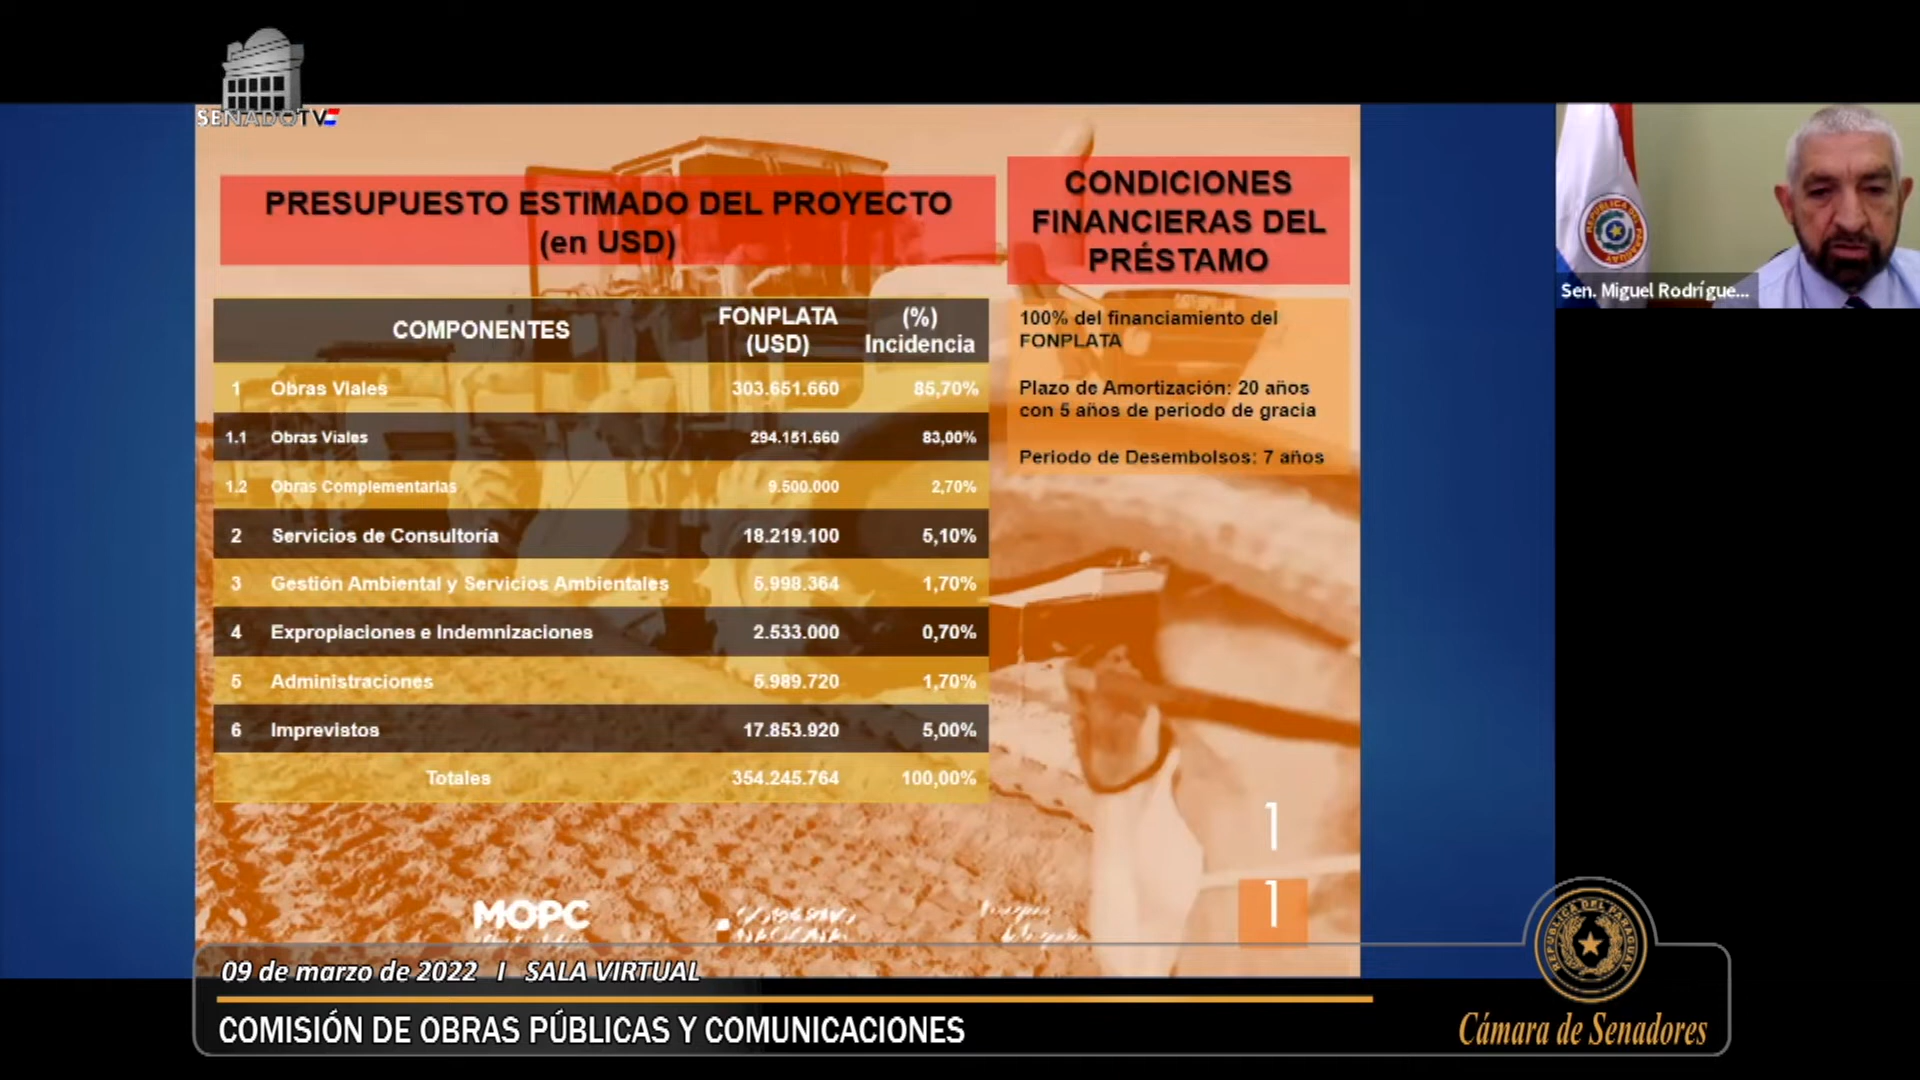 SENADOTV
PRESUPUESTO ESTIMADO DEL PROYECTO
(en USD)
COMPONENTES FONPLATA (USD) (%) Incidencia
1 Obras Viales 303.651.660 85,70%
1.1 Obras Viales 294.151.660 83,00%
1.2 Obras Complementarias 9.500.000 2,70%
2 Servicios de Consultoría 18.219.100 5,10%
3 Gestión Ambiental y Servicios Ambientales 5.998.364 1,70%
4 Expropiaciones e Indemnizaciones 2.533.000 0,70%
5 Administraciones 5.989.720 1,70%
6 Imprevistos 17.853.920 5,00%
Totales 354.245.764 100,00%
CONDICIONES
FINANCIERAS DEL
PRÉSTAMO
100% del financiamiento del
FONPLATA
Plazo de Amortización: 20 años
con 5 años de periodo de gracia
Periodo de Desembolsos: 7 años
1
1
MOPC
Sen. Miguel Rodrígue...
REPUBLICA DEL PARAGUAY
09 de marzo de 2022 I SALA VIRTUAL
COMISIÓN DE OBRAS PÚBLICAS Y COMUNICACIONES
REPUBLICA DEL PARAGUAY
Cámara de Senadores